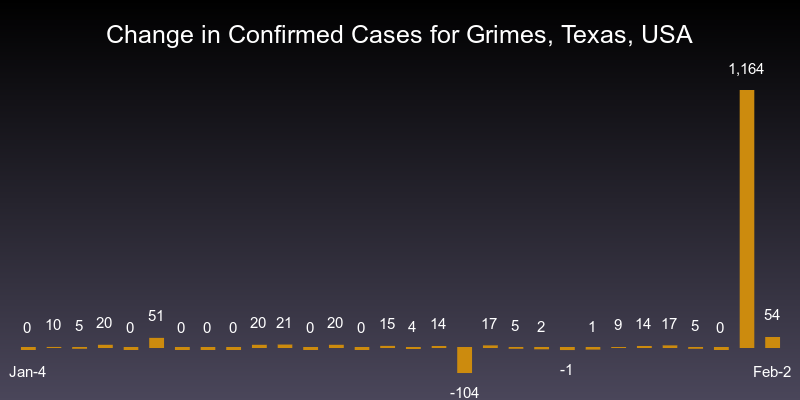 Change in Confirmed Cases for Grimes, Texas, USA
1,164
0 10 5 20 0 51 0 0 0 20 21 0 20 0 15 4 14 17 5 2 1 9 14 17 5 0 54
Jan-4 -1 Feb-2
-104